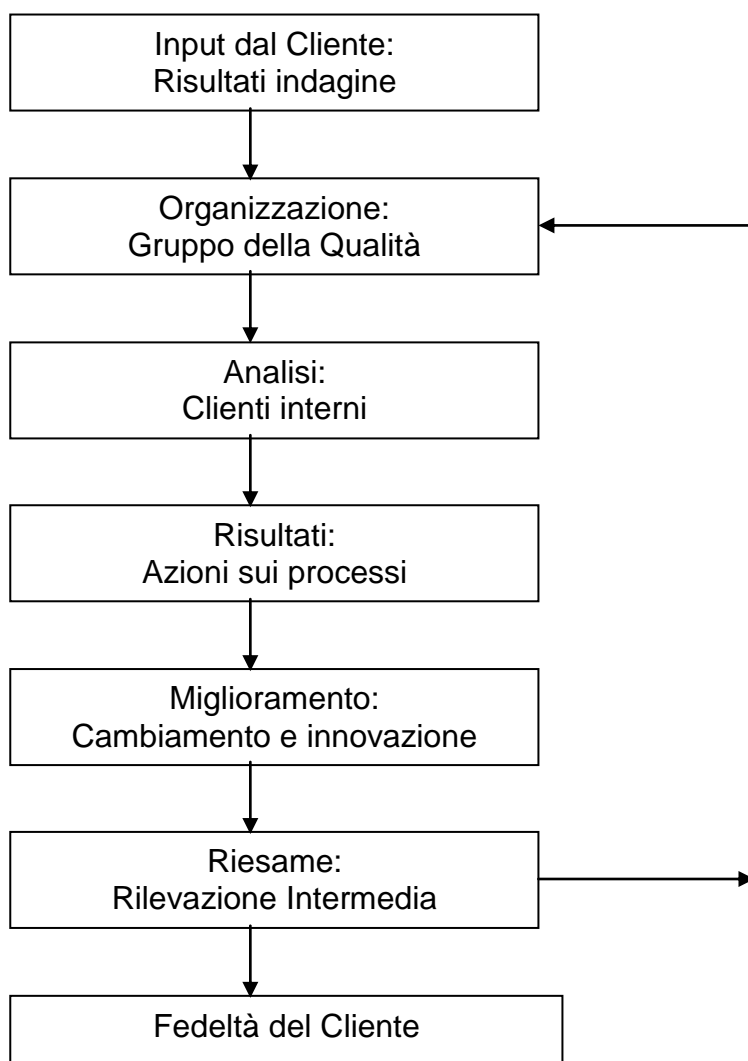 Input dal Cliente:
Risultati indagine
Organizzazione:
Gruppo della Qualità
Analisi:
Clienti interni
Risultati:
Azioni sui processi
Miglioramento:
Cambiamento e innovazione
Riesame:
Rilevazione Intermedia
Fedeltà del Cliente